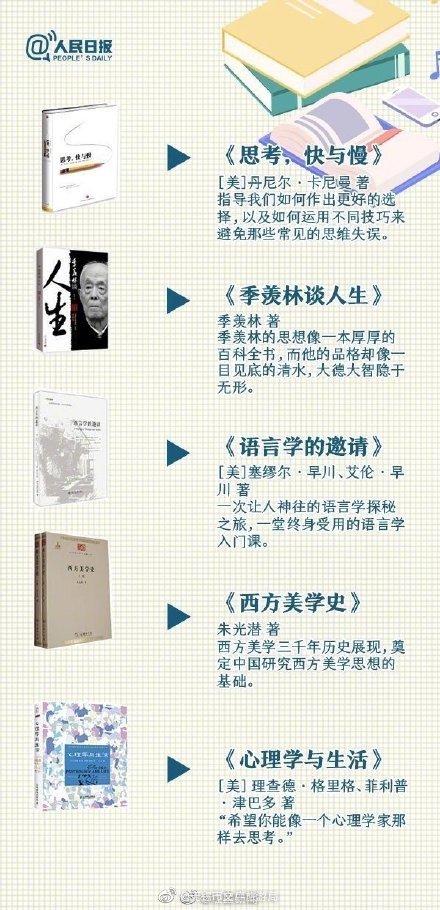 人民日报
PEOPLE'S DAILY
思考，快与慢
《思考，快与慢》
[美]丹尼尔·卡尼曼 著
指导我们如何作出更好的选
择，以及如何运用不同技巧来
避免那些常见的思维失误。
季羡林
人生
《季羡林谈人生》
季羡林 著
季羡林的思想像一本厚厚的
百科全书，而他的品格却像一
目见底的清水，大德大智隐于
无形。
语言学的邀请
《语言学的邀请》
[美]塞缪尔·早川、艾伦·早
川 著
一次让人神往的语言学探秘
之旅，一堂终身受用的语言学
入门课。
西方美学史
《西方美学史》
朱光潜 著
西方美学三千年历史展现，奠
定中国研究西方美学思想的
基础。
心理学与生活
PSYCHOLOGY AND LIFE
《心理学与生活》
[美] 理查德·格里格、菲利普
·津巴多 著
“希望你能像一个心理学家那
样去思考。”